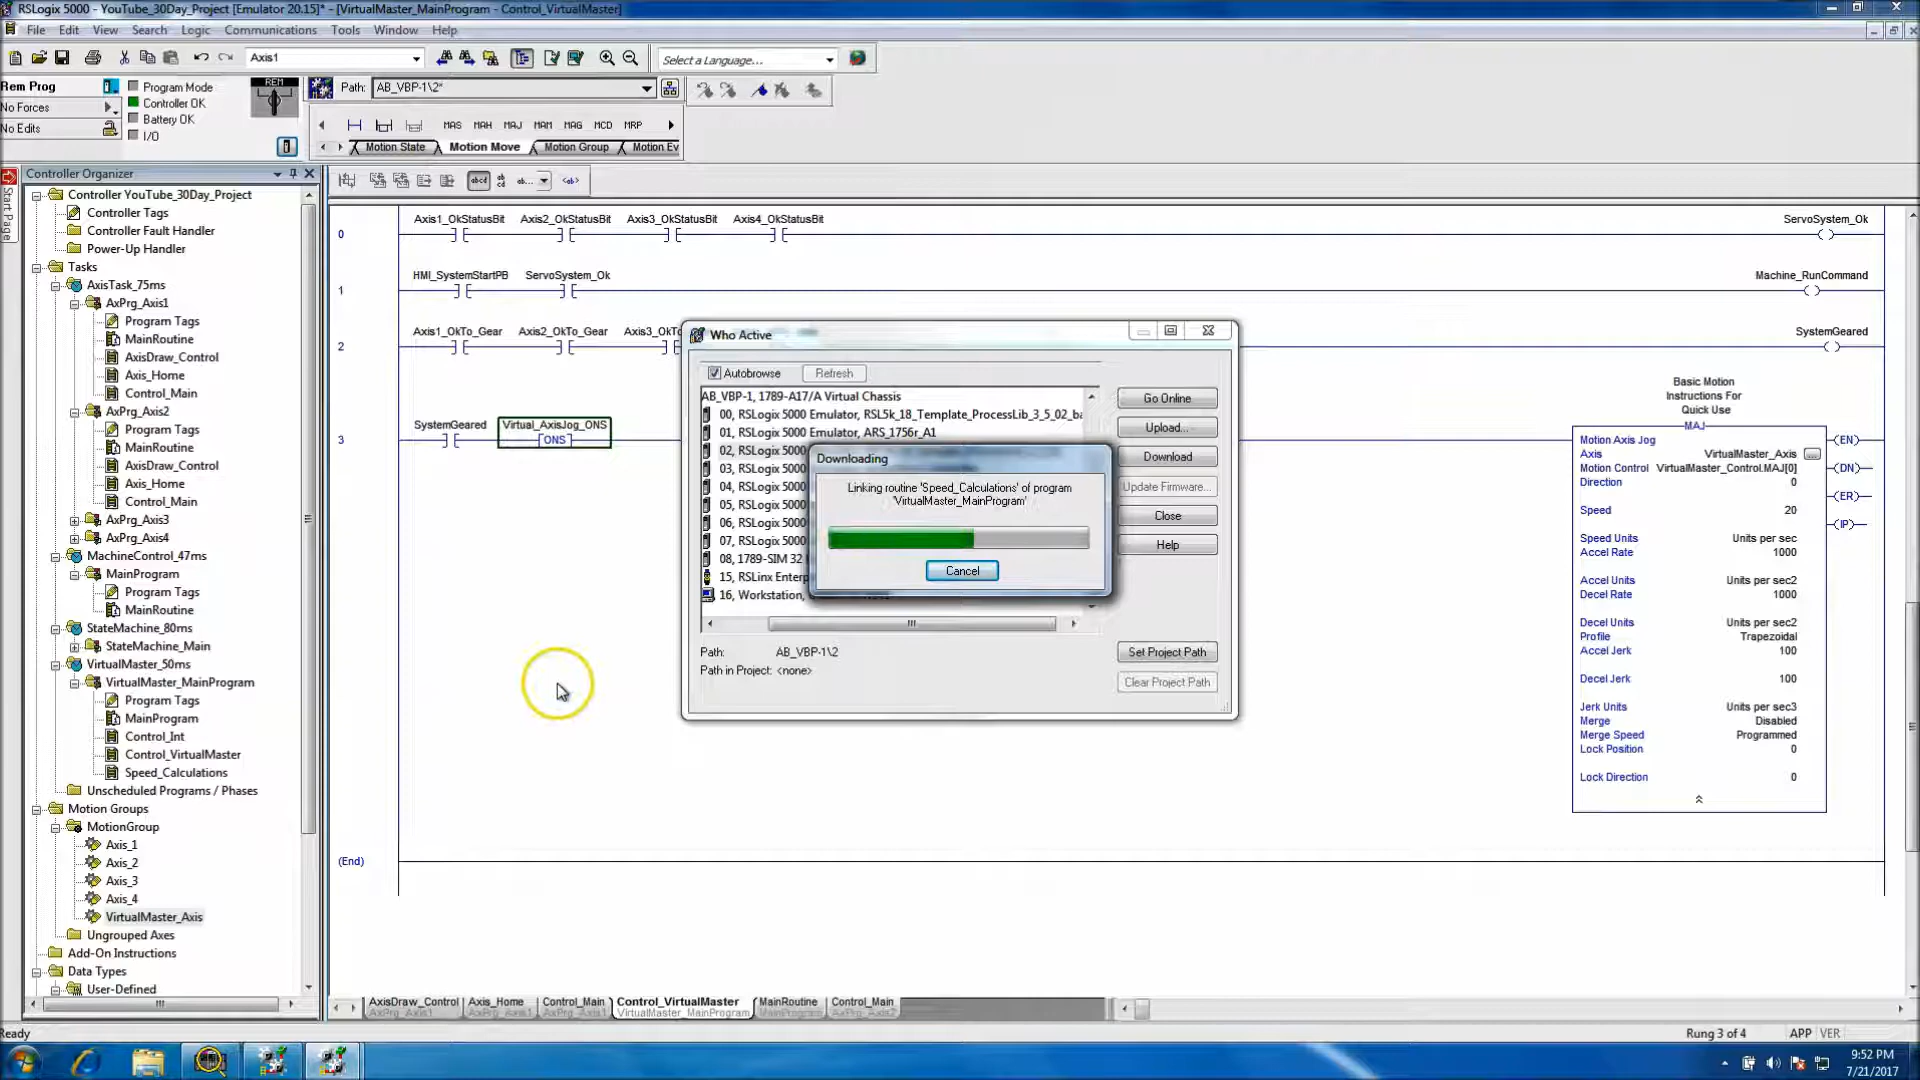 RSLogix 5000 - YouTube_30Day_Project [Emulator 20.15]* - [VirtualMaster_MainProgram - Control_VirtualMaster]
File Edit View Search Logic Communications Tools Window Help
Axis1
Select a Language...
Rem Prog
No Forces
No Edits
Program Mode
Controller OK
Battery OK
I/O
REM
Path: AB_VBP-1\2*
MAS MAH MAJ MAM MAG MCD MRP
Motion State Motion Move Motion Group Motion Ev
Start Page
Controller Organizer
Controller YouTube_30Day_Project
Controller Tags
Controller Fault Handler
Power-Up Handler
Tasks
AxisTask_75ms
AxPrg_Axis1
Program Tags
MainRoutine
AxisDraw_Control
Axis_Home
Control_Main
AxPrg_Axis2
Program Tags
MainRoutine
AxisDraw_Control
Axis_Home
Control_Main
AxPrg_Axis3
AxPrg_Axis4
MachineControl_47ms
MainProgram
Program Tags
MainRoutine
StateMachine_80ms
StateMachine_Main
VirtualMaster_50ms
VirtualMaster_MainProgram
Program Tags
MainProgram
Control_Int
Control_VirtualMaster
Speed_Calculations
Unscheduled Programs / Phases
Motion Groups
MotionGroup
Axis_1
Axis_2
Axis_3
Axis_4
VirtualMaster_Axis
Ungrouped Axes
Add-On Instructions
Data Types
User-Defined
abcd ab cd ab... <ab>
Axis1_OkStatusBit Axis2_OkStatusBit Axis3_OkStatusBit Axis4_OkStatusBit ServoSystem_Ok
0
HMI_SystemStartPB ServoSystem_Ok Machine_RunCommand
1
Axis1_OkTo_Gear Axis2_OkTo_Gear SystemGeared
2
SystemGeared Virtual_AxisJog_ONS
3 ONS
(End)
Basic Motion
Instructions For
Quick Use
MAJ
Motion Axis Jog
Axis VirtualMaster_Axis ...
Motion Control VirtualMaster_Control.MAJ[0]
Direction 0
Speed 20
Speed Units Units per sec
Accel Rate 1000
Accel Units Units per sec2
Decel Rate 1000
Decel Units Units per sec2
Profile Trapezoidal
Accel Jerk 100
Decel Jerk 100
Jerk Units Units per sec3
Merge Disabled
Merge Speed Programmed
Lock Position 0
Lock Direction 0
(EN)
(DN)
(ER)
(IP)
Who Active
Autobrowse Refresh
AB_VBP-1, 1789-A17/A Virtual Chassis
00, RSLogix 5000 Emulator, RSL5k_18_Template_ProcessLib_3_5_02_ba
01, RSLogix 5000 Emulator, ARS_1756r_A1
02, RSLogix 5000
03, RSLogix 5000
04, RSLogix 5000
05, RSLogix 5000
06, RSLogix 5000
07, RSLogix 5000
08, 1789-SIM 32
15, RSLinx Enterp
16, Workstation,
Go Online
Upload...
Download
Update Firmware...
Close
Help
Set Project Path
Clear Project Path
Path: AB_VBP-1\2
Path in Project: <none>
Downloading
Linking routine 'Speed_Calculations' of program
'VirtualMaster_MainProgram'
Cancel
AxisDraw_Control Axis_Home Control_Main Control_VirtualMaster MainRoutine Control_Main
AxPrg_Axis1 AxPrg_Axis1 AxPrg_Axis1 VirtualMaster_MainProgram MainProgram AxPrg_Axis2
Ready
Rung 3 of 4 APP VER
9:52 PM
7/21/2017